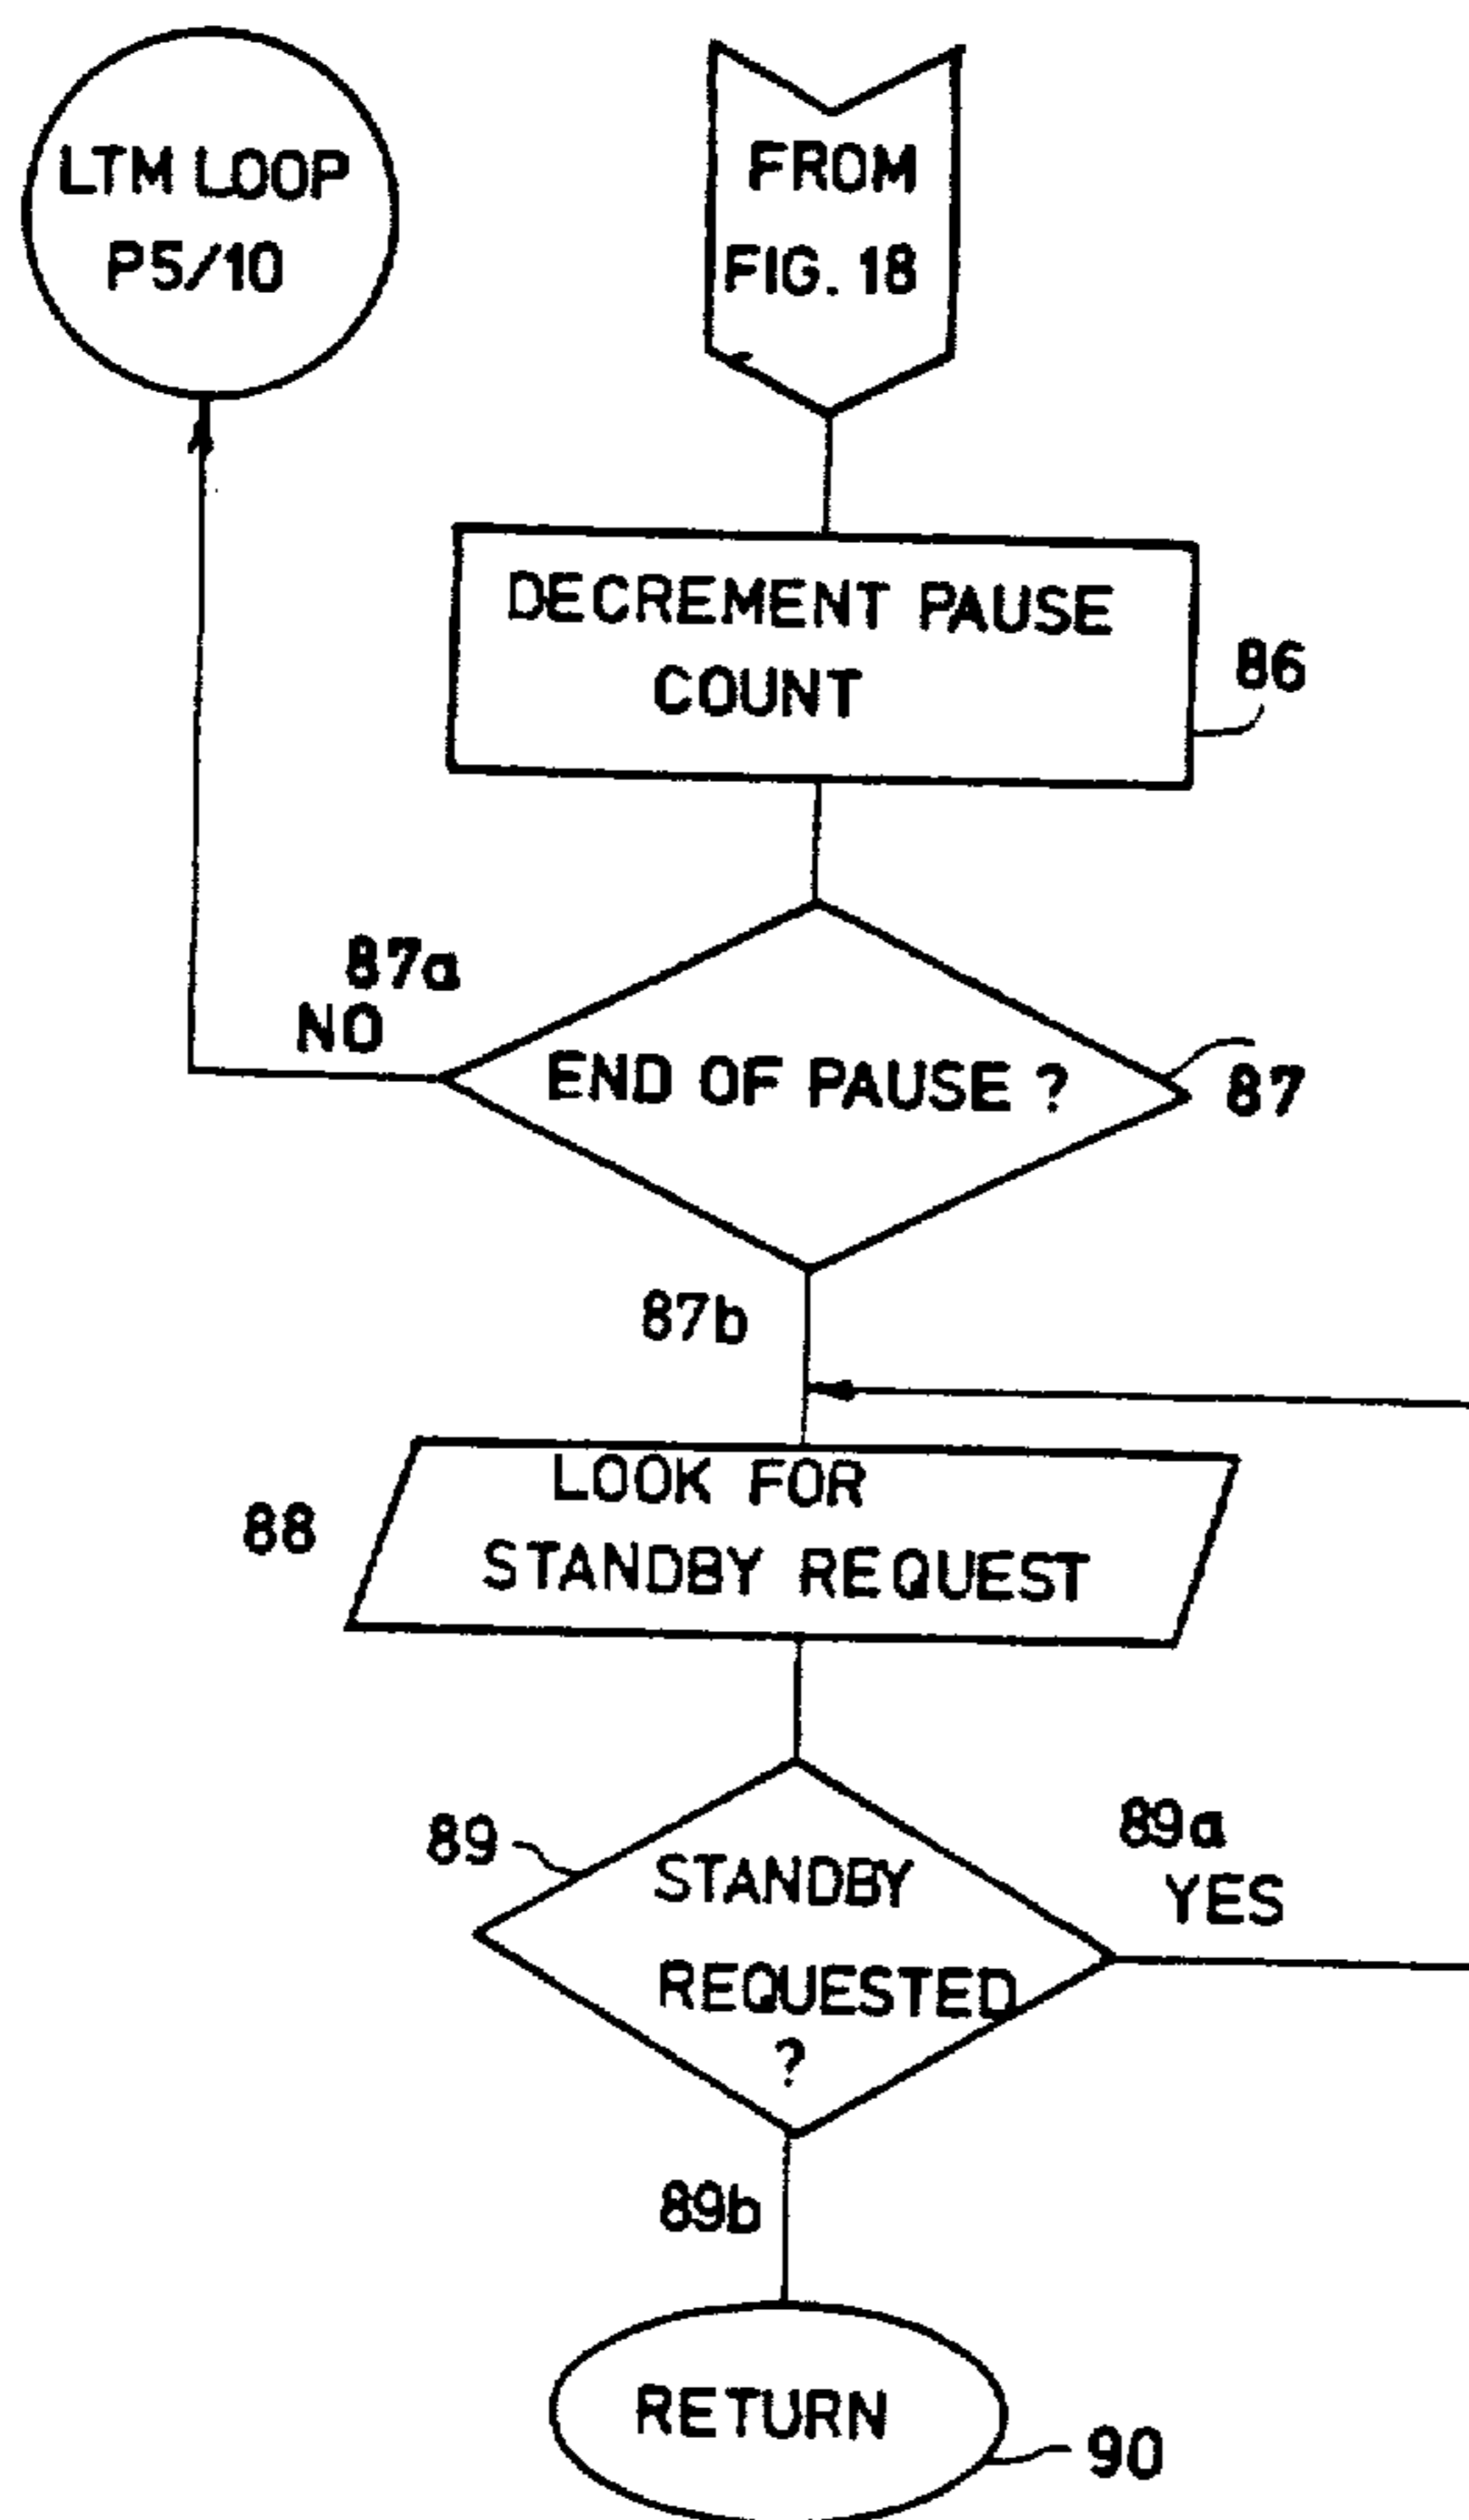 LTM LOOP
P5/10
FROM
FIG. 18
DECREMENT PAUSE
COUNT
86
87a
NO
END OF PAUSE ?
87
87b
LOOK FOR
STANDBY REQUEST
88
89
STANDBY
REQUESTED
?
89a
YES
89b
RETURN
90